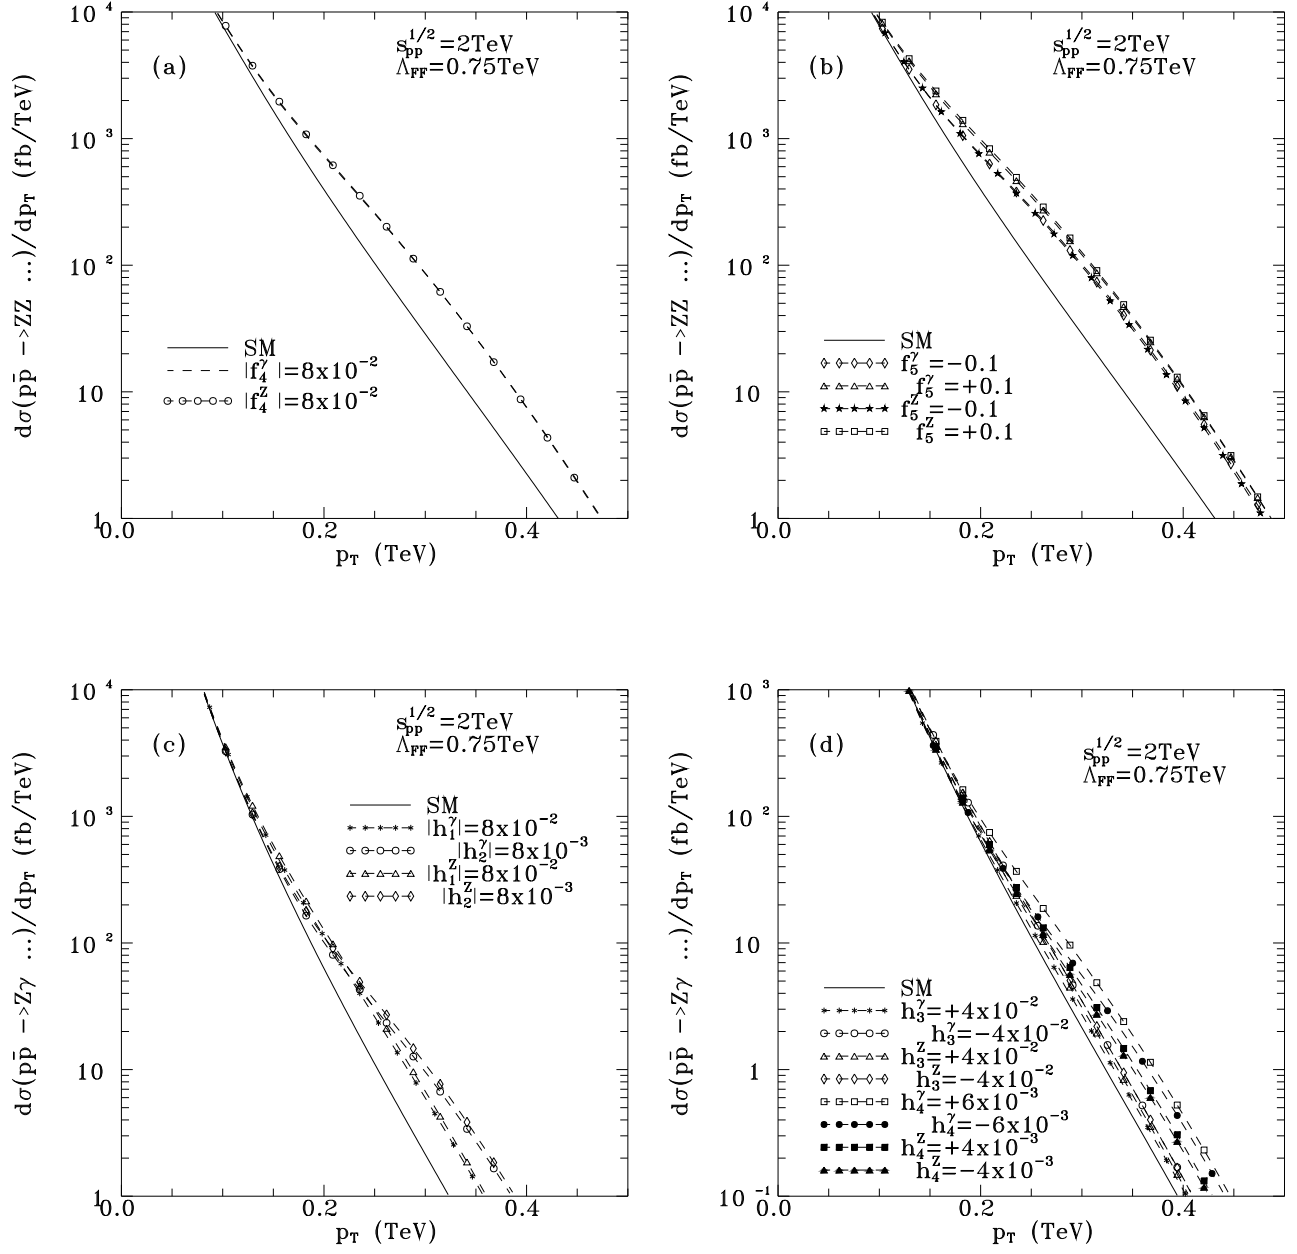 (a)
s_pp^1/2=2TeV
Λ_FF=0.75TeV
dσ(pp̄ −>ZZ ...)/dp_T (fb/TeV)
10^4
10^3
10^2
10
1
SM
|f_4^γ |=8x10^−2
|f_4^Z |=8x10^−2
0.0 0.2 0.4
p_T (TeV)
(b)
s_pp^1/2=2TeV
Λ_FF=0.75TeV
dσ(pp̄ −>ZZ ...)/dp_T (fb/TeV)
10^4
10^3
10^2
10
1
SM
f_5^γ =−0.1
f_5^γ =+0.1
f_5^Z =−0.1
f_5^Z =+0.1
0.0 0.2 0.4
p_T (TeV)
(c)
s_pp^1/2=2TeV
Λ_FF=0.75TeV
dσ(pp̄ −>Zγ ...)/dp_T (fb/TeV)
10^4
10^3
10^2
10
1
SM
|h_1^γ|=8x10^−2
|h_2^γ|=8x10^−3
|h_1^Z|=8x10^−2
|h_2^Z|=8x10^−3
0.0 0.2 0.4
p_T (TeV)
(d)
s_pp^1/2=2TeV
Λ_FF=0.75TeV
dσ(pp̄ −>Zγ ...)/dp_T (fb/TeV)
10^3
10^2
10
1
10^−1
SM
h_3^γ=+4x10^−2
h_3^γ=−4x10^−2
h_3^Z=+4x10^−2
h_3^Z=−4x10^−2
h_4^γ=+6x10^−3
h_4^γ=−6x10^−3
h_4^Z=+4x10^−3
h_4^Z=−4x10^−3
0.0 0.2 0.4
p_T (TeV)